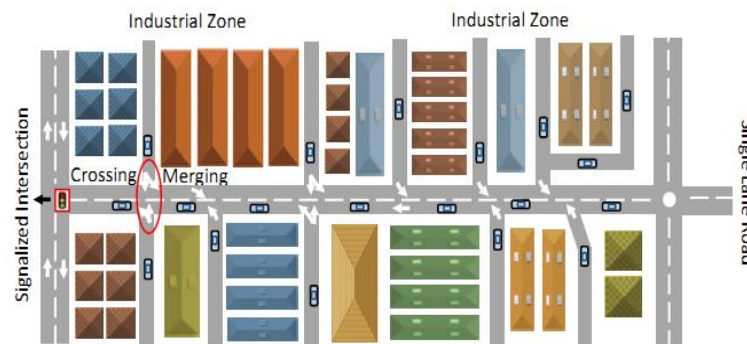 Industrial Zone
Industrial Zone
Signalized Intersection
Crossing
Merging
Single Lane Road